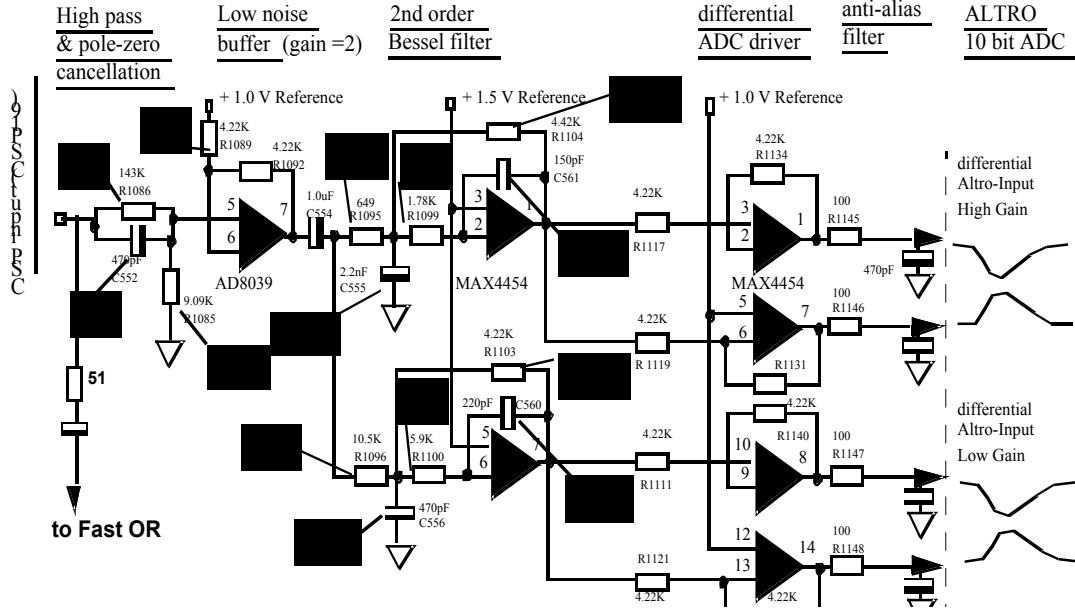 High pass
& pole-zero
cancellation
Low noise
buffer (gain =2)
2nd order
Bessel filter
differential
ADC driver
anti-alias
filter
ALTRO
10 bit ADC
CSP input CSP19(
+ 1.0 V Reference
+ 1.5 V Reference
+ 1.0 V Reference
4.22K
R1089
4.22K
R1092
143K
R1086
470pF
C552
9.09K
R1085
5
6
7
AD8039
1.0uF
C554
649
R1095
1.78K
R1099
2.2nF
C555
4.42K
R1104
150pF
C561
3
2
1
MAX4454
4.22K
R1117
4.22K
R1134
3
2
1
100
R1145
470pF
MAX4454
differential
Altro-Input
High Gain
4.22K
R 1119
5
6
7
R1131
100
R1146
51
to Fast OR
4.22K
R1103
220pF
C560
10.5K
R1096
5.9K
R1100
470pF
C556
5
6
7
4.22K
R1111
4.22K
R1140
10
9
8
100
R1147
differential
Altro-Input
Low Gain
R1121
4.22K
12
13
14
4.22K
100
R1148